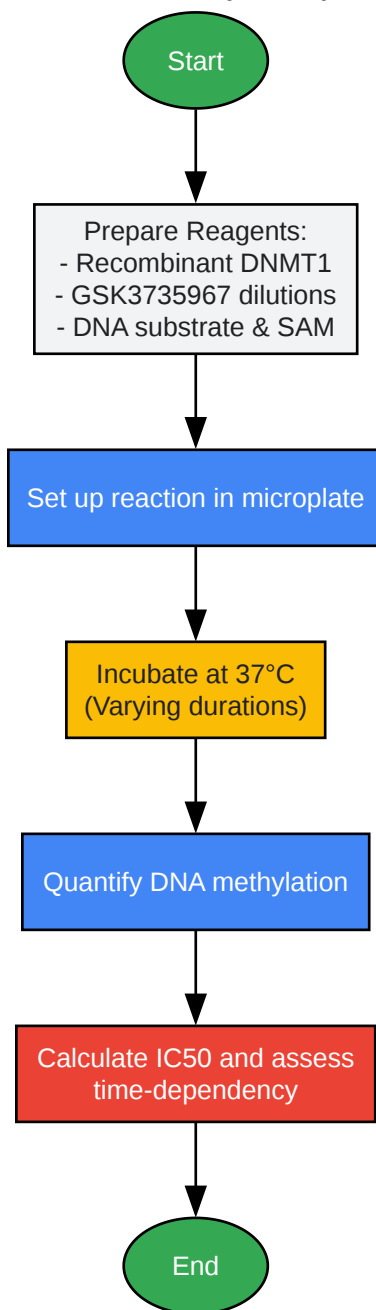 Start
Prepare Reagents:
- Recombinant DNMT1
- GSK3735967 dilutions
- DNA substrate & SAM
Set up reaction in microplate
Incubate at 37°C
(Varying durations)
Quantify DNA methylation
Calculate IC50 and assess
time-dependency
End